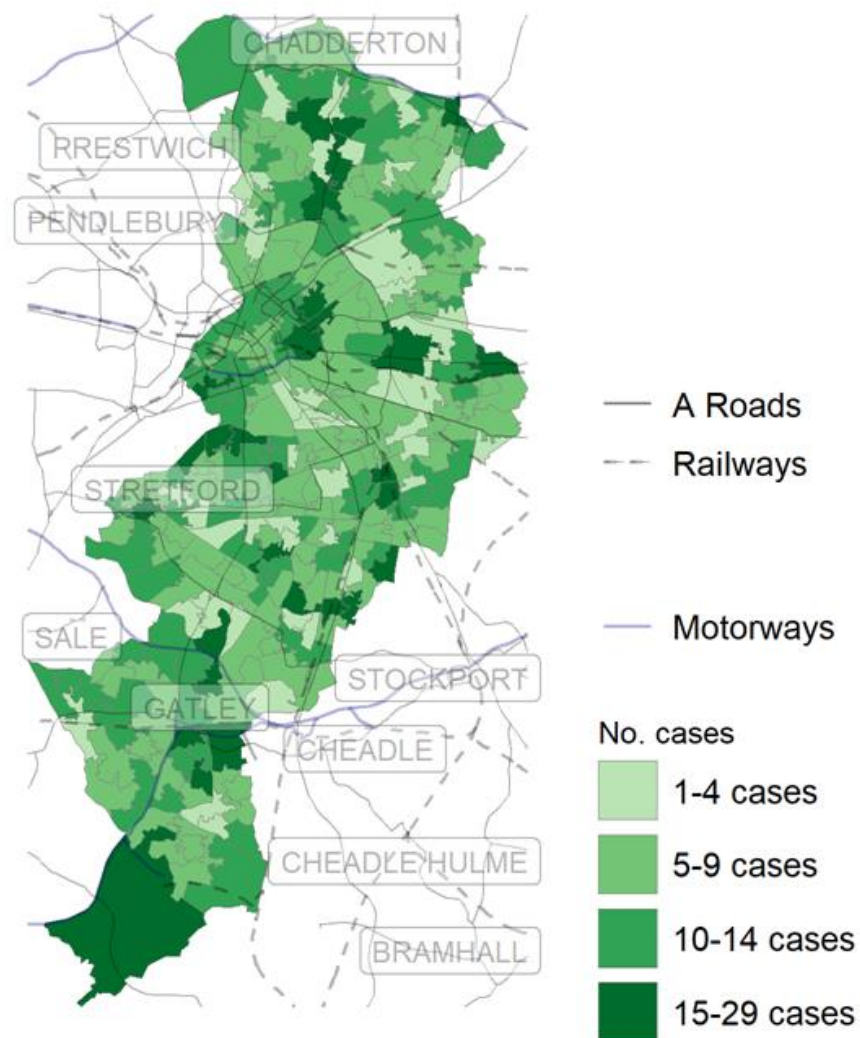 CHADDERTON
RRESTWICH
PENDLEBURY
STRETFORD
SALE
STOCKPORT
GATLEY
CHEADLE
CHEADLE HULME
BRAMHALL
A Roads
Railways
Motorways
No. cases
1-4 cases
5-9 cases
10-14 cases
15-29 cases